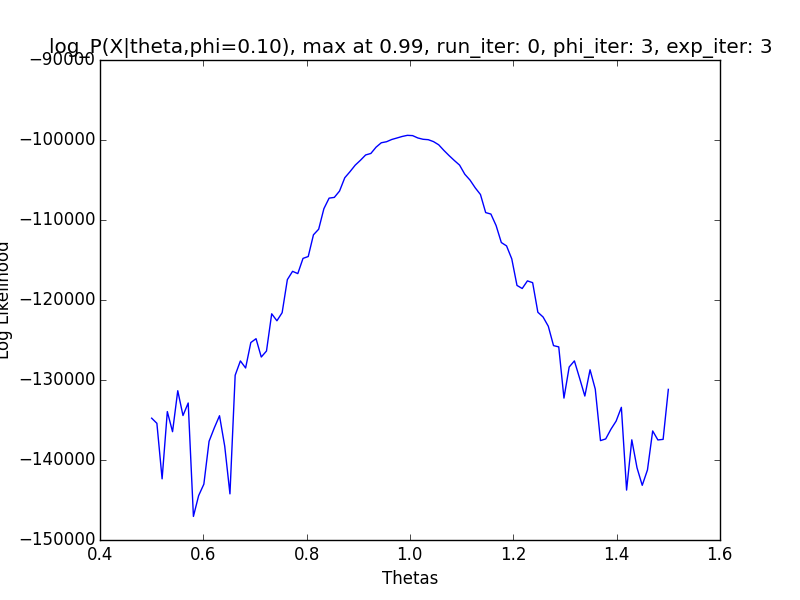 log_P(X|theta,phi=0.10), max at 0.99, run_iter: 0, phi_iter: 3, exp_iter: 3
−90000
−100000
−110000
−120000
−130000
−140000
−150000
Log Likelihood
0.4 0.6 0.8 1.0 1.2 1.4 1.6
Thetas